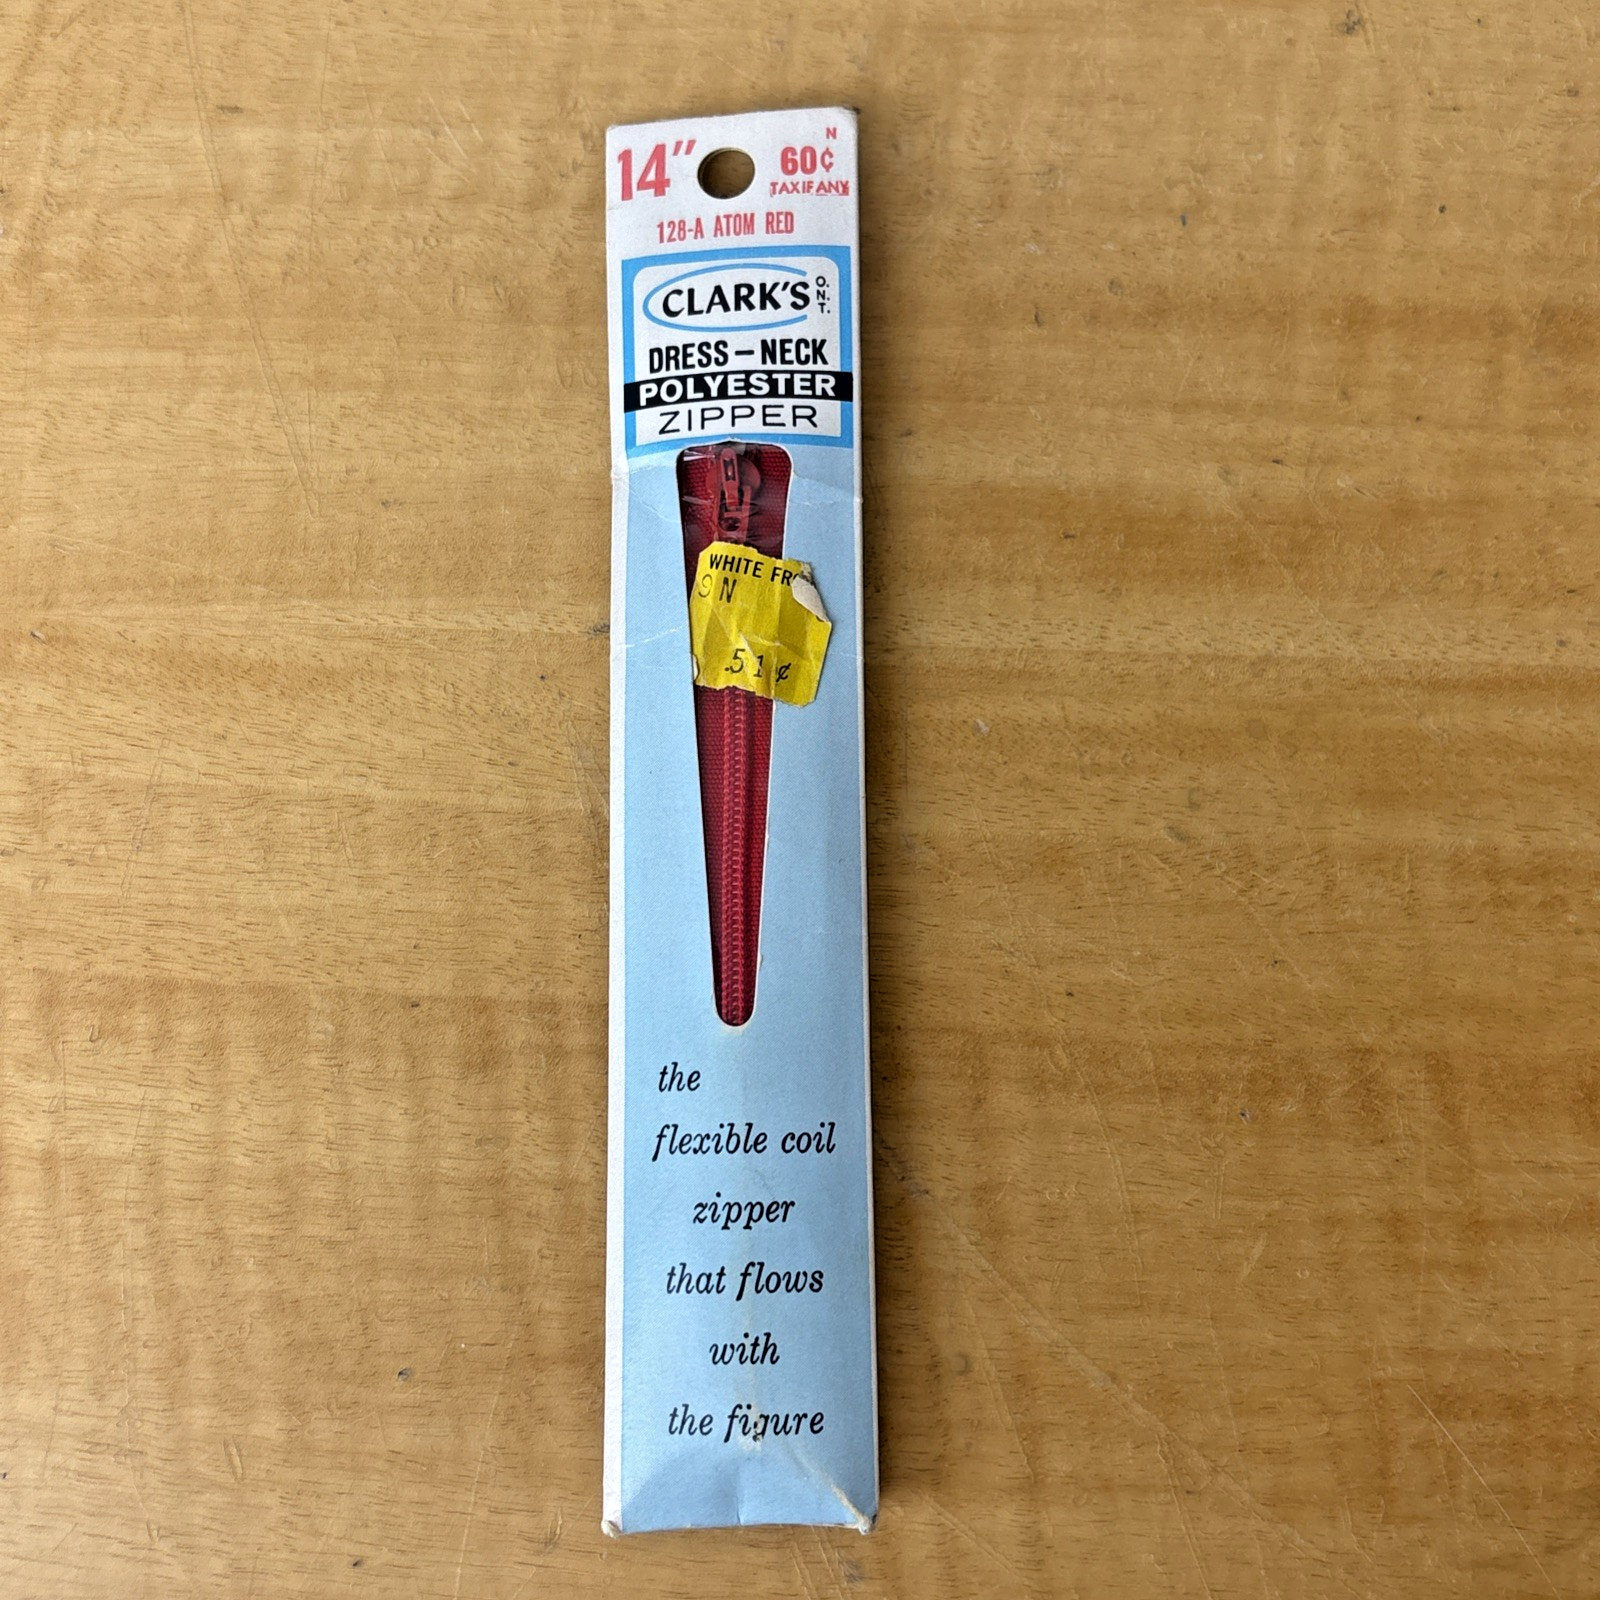 14" 60¢ N
TAX IF ANY
128-A ATOM RED
CLARK'S O.N.T.
DRESS–NECK
POLYESTER
ZIPPER
WHITE
9 N
.51¢
the
flexible coil
zipper
that flows
with
the figure